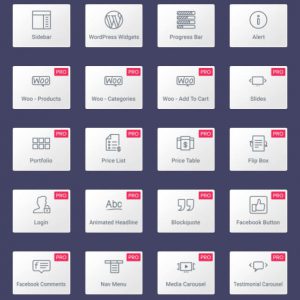 Sidebar
WordPress Widgets
Progress Bar
Alert
PRO
PRO
PRO
PRO
Woo
Woo
Woo
Woo - Products
Woo - Categories
Woo - Add To Cart
Slides
PRO
PRO
PRO
PRO
Portfolio
Price List
Price Table
Flip Box
PRO
PRO
PRO
PRO
Abc
Login
Animated Headline
Blockquote
Facebook Button
PRO
PRO
PRO
PRO
Facebook Comments
Nav Menu
Media Carousel
Testimonial Carousel